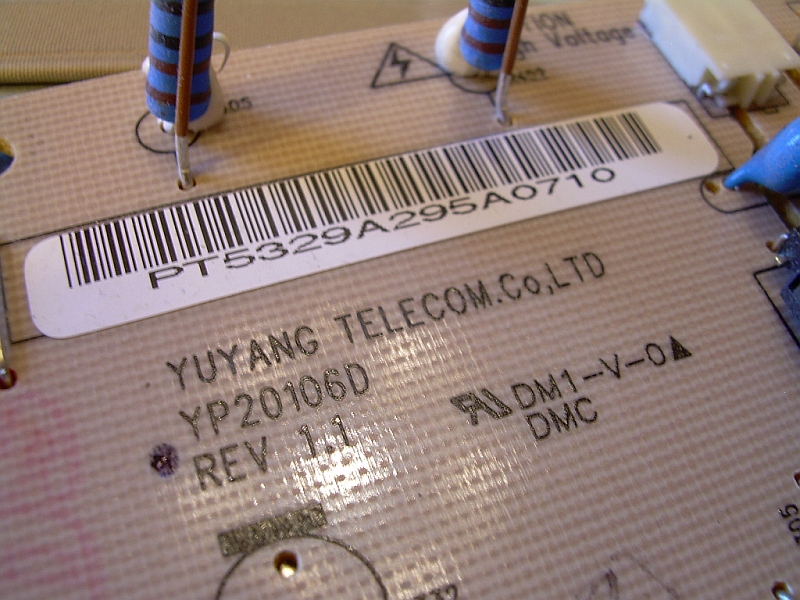 High Voltage
PT5329A295A0710
YUYANG TELECOM.Co,LTD
YP20106D
REV 1.1
DM1-V-0▲
DMC